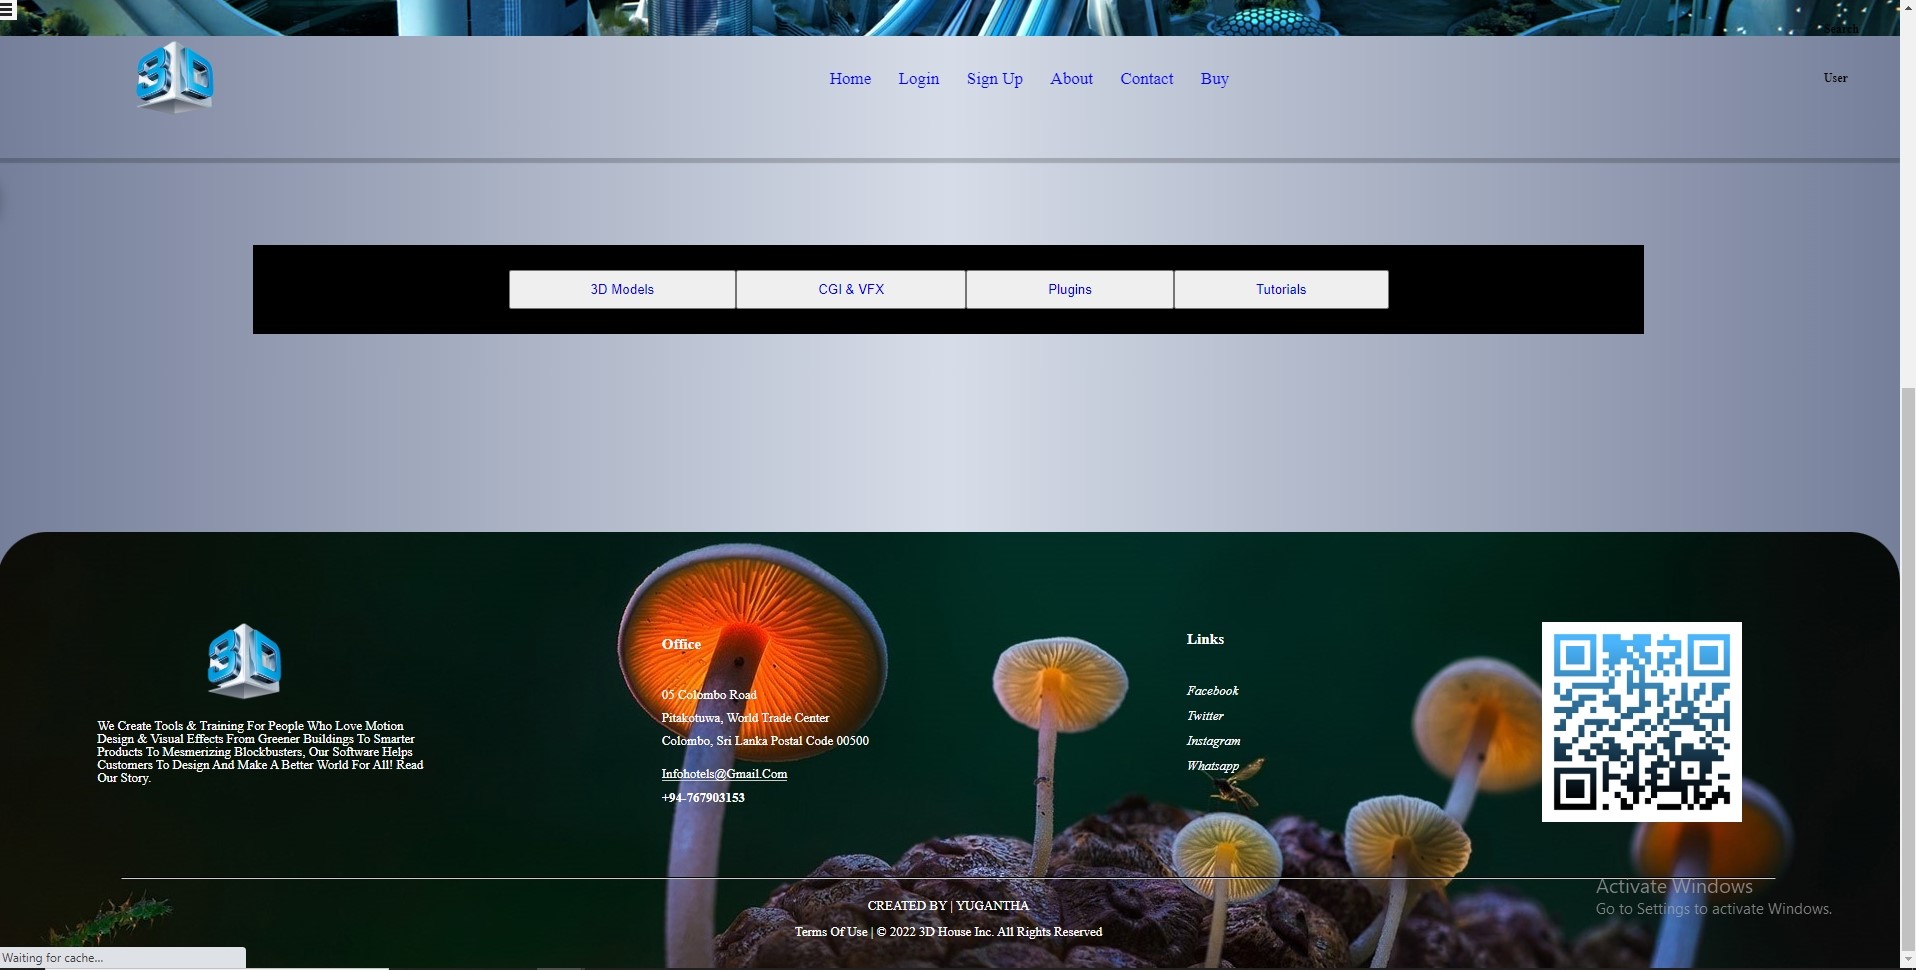 Search
3D
Home Login Sign Up About Contact Buy
User
3D Models CGI & VFX Plugins Tutorials
3D
We Create Tools & Training For People Who Love Motion
Design & Visual Effects From Greener Buildings To Smarter
Products To Mesmerizing Blockbusters, Our Software Helps
Customers To Design And Make A Better World For All! Read
Our Story.
Office
05 Colombo Road
Pitakotuwa, World Trade Center
Colombo, Sri Lanka Postal Code 00500
Infohotels@Gmail.Com
+94-767903153
Links
Facebook
Twitter
Instagram
Whatsapp
CREATED BY | YUGANTHA
Terms Of Use | © 2022 3D House Inc. All Rights Reserved
Activate Windows
Go to Settings to activate Windows.
Waiting for cache...